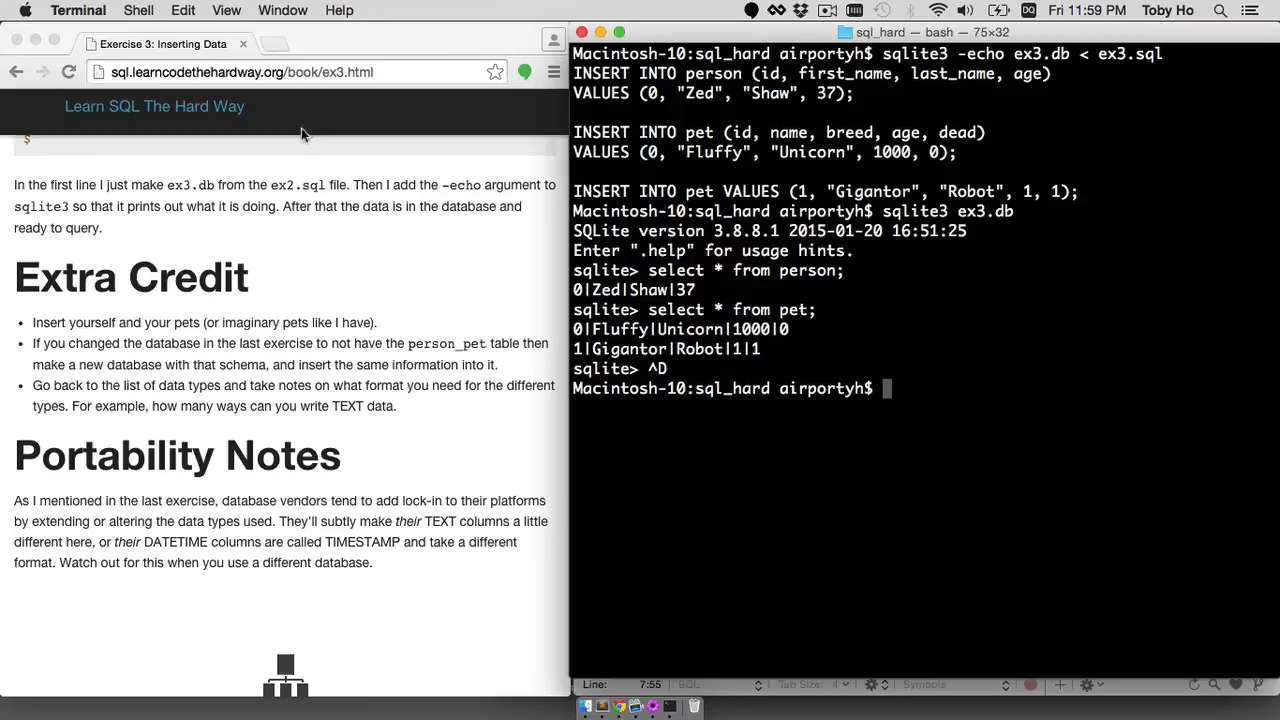 Terminal Shell Edit View Window Help
DQ Fri 11:59 PM Toby Ho
Exercise 3: Inserting Data
sql.learncodethehardway.org/book/ex3.html
Learn SQL The Hard Way
$
In the first line I just make ex3.db from the ex2.sql file. Then I add the -echo argument to
sqlite3 so that it prints out what it is doing. After that the data is in the database and
ready to query.
Extra Credit
• Insert yourself and your pets (or imaginary pets like I have).
• If you changed the database in the last exercise to not have the person_pet table then
make a new database with that schema, and insert the same information into it.
• Go back to the list of data types and take notes on what format you need for the different
types. For example, how many ways can you write TEXT data.
Portability Notes
As I mentioned in the last exercise, database vendors tend to add lock-in to their platforms
by extending or altering the data types used. They'll subtly make their TEXT columns a little
different here, or their DATETIME columns are called TIMESTAMP and take a different
format. Watch out for this when you use a different database.
sql_hard — bash — 75×32
Macintosh-10:sql_hard airportyh$ sqlite3 -echo ex3.db < ex3.sql
INSERT INTO person (id, first_name, last_name, age)
VALUES (0, "Zed", "Shaw", 37);
INSERT INTO pet (id, name, breed, age, dead)
VALUES (0, "Fluffy", "Unicorn", 1000, 0);
INSERT INTO pet VALUES (1, "Gigantor", "Robot", 1, 1);
Macintosh-10:sql_hard airportyh$ sqlite3 ex3.db
SQLite version 3.8.8.1 2015-01-20 16:51:25
Enter ".help" for usage hints.
sqlite> select * from person;
0|Zed|Shaw|37
sqlite> select * from pet;
0|Fluffy|Unicorn|1000|0
1|Gigantor|Robot|1|1
sqlite> ^D
Macintosh-10:sql_hard airportyh$
Line: 7:55 SQL Tab Size: Symbols